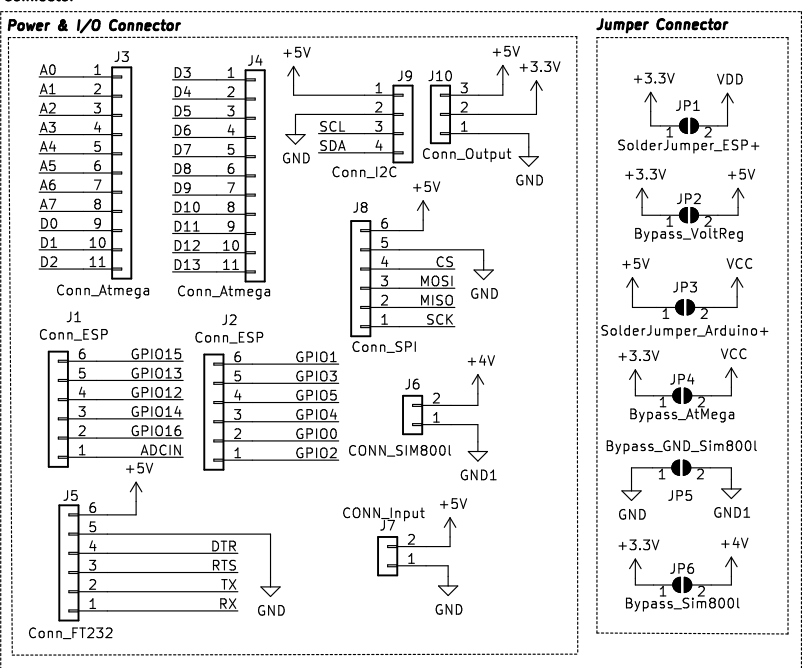 Power & I/O Connector
J3
A0 1
A1 2
A2 3
A3 4
A4 5
A5 6
A6 7
A7 8
D0 9
D1 10
D2 11
Conn_Atmega
J4
D3 1
D4 2
D5 3
D6 4
D7 5
D8 6
D9 7
D10 8
D11 9
D12 10
D13 11
Conn_Atmega
+5V
J9
1
2
SCL 3
SDA 4
GND
Conn_I2C
J10
+5V
+3.3V
3
2
1
Conn_Output
GND
J8
+5V
6
5
4 CS
3 MOSI
2 MISO
1 SCK
GND
Conn_SPI
J1
Conn_ESP
6 GPIO15
5 GPIO13
4 GPIO12
3 GPIO14
2 GPIO16
1 ADCIN
J2
Conn_ESP
6 GPIO1
5 GPIO3
4 GPIO5
3 GPIO4
2 GPIO0
1 GPIO2
J6
+4V
2
1
CONN_SIM800l
GND1
J5
+5V
6
5
4 DTR
3 RTS
2 TX
1 RX
GND
Conn_FT232
CONN_Input
J7
+5V
2
1
GND
Jumper Connector
+3.3V VDD
JP1
1 2
SolderJumper_ESP+
+3.3V +5V
JP2
1 2
Bypass_VoltReg
+5V VCC
JP3
1 2
SolderJumper_Arduino+
+3.3V VCC
JP4
1 2
Bypass_AtMega
Bypass_GND_Sim800l
1 2
JP5
GND GND1
+3.3V +4V
JP6
1 2
Bypass_Sim800l